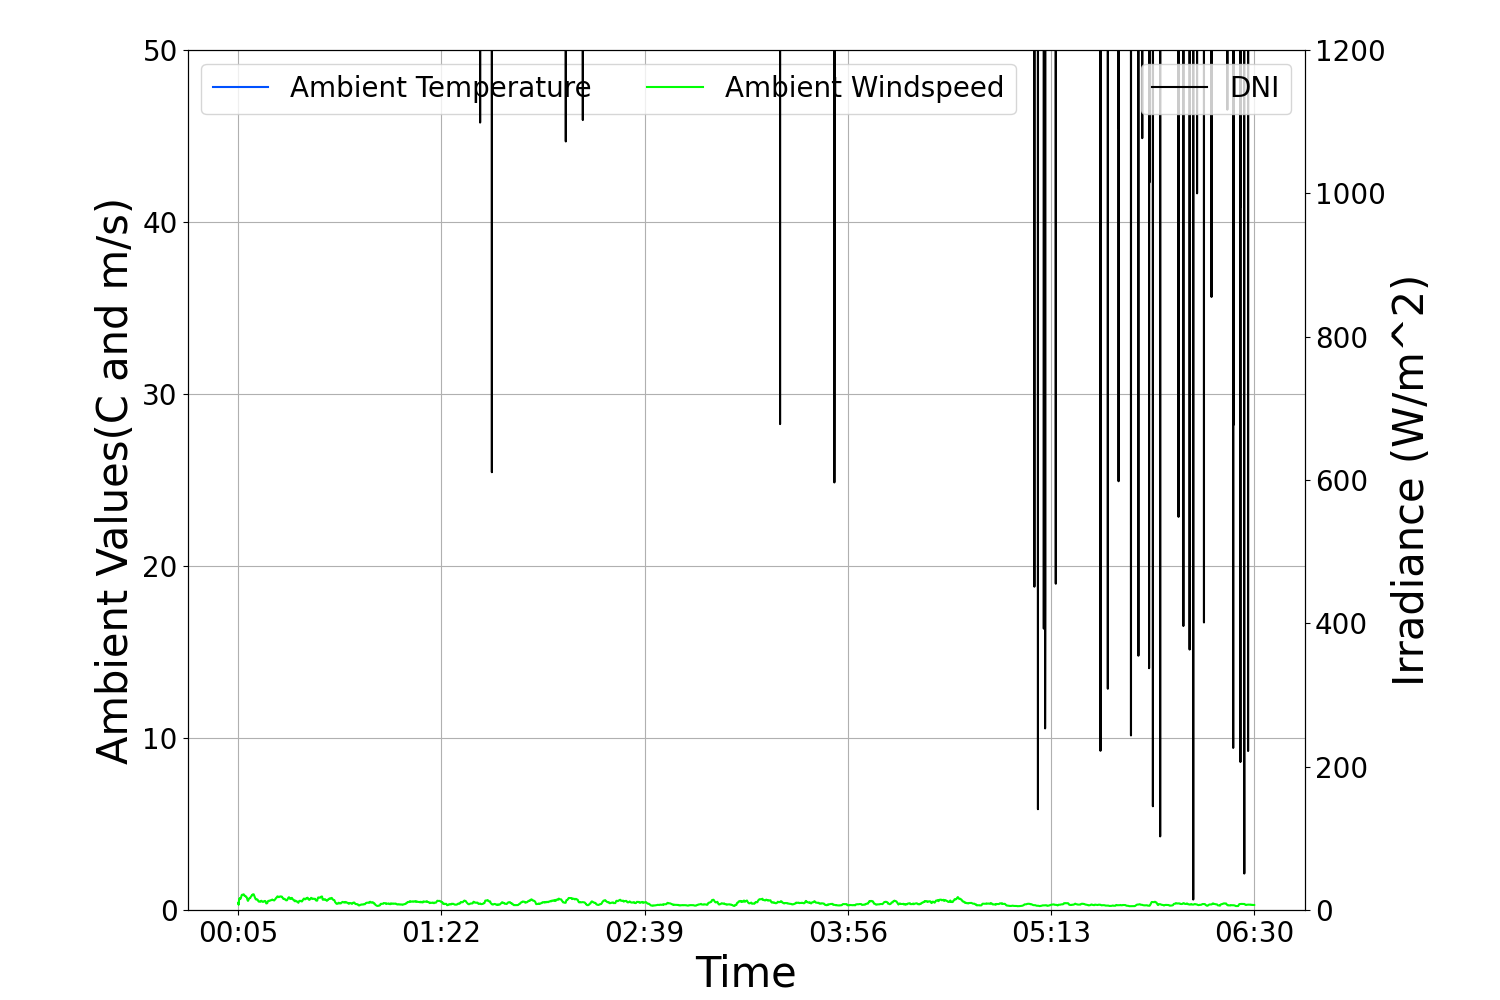 Ambient Temperature
Ambient Windspeed
DNI
50
40
30
20
10
0
Ambient Values(C and m/s)
1200
1000
800
600
400
200
0
Irradiance (W/m^2)
00:05 01:22 02:39 03:56 05:13 06:30
Time